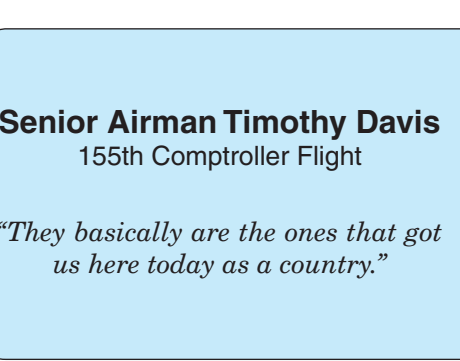 Senior Airman Timothy Davis
155th Comptroller Flight
“They basically are the ones that got
us here today as a country.”